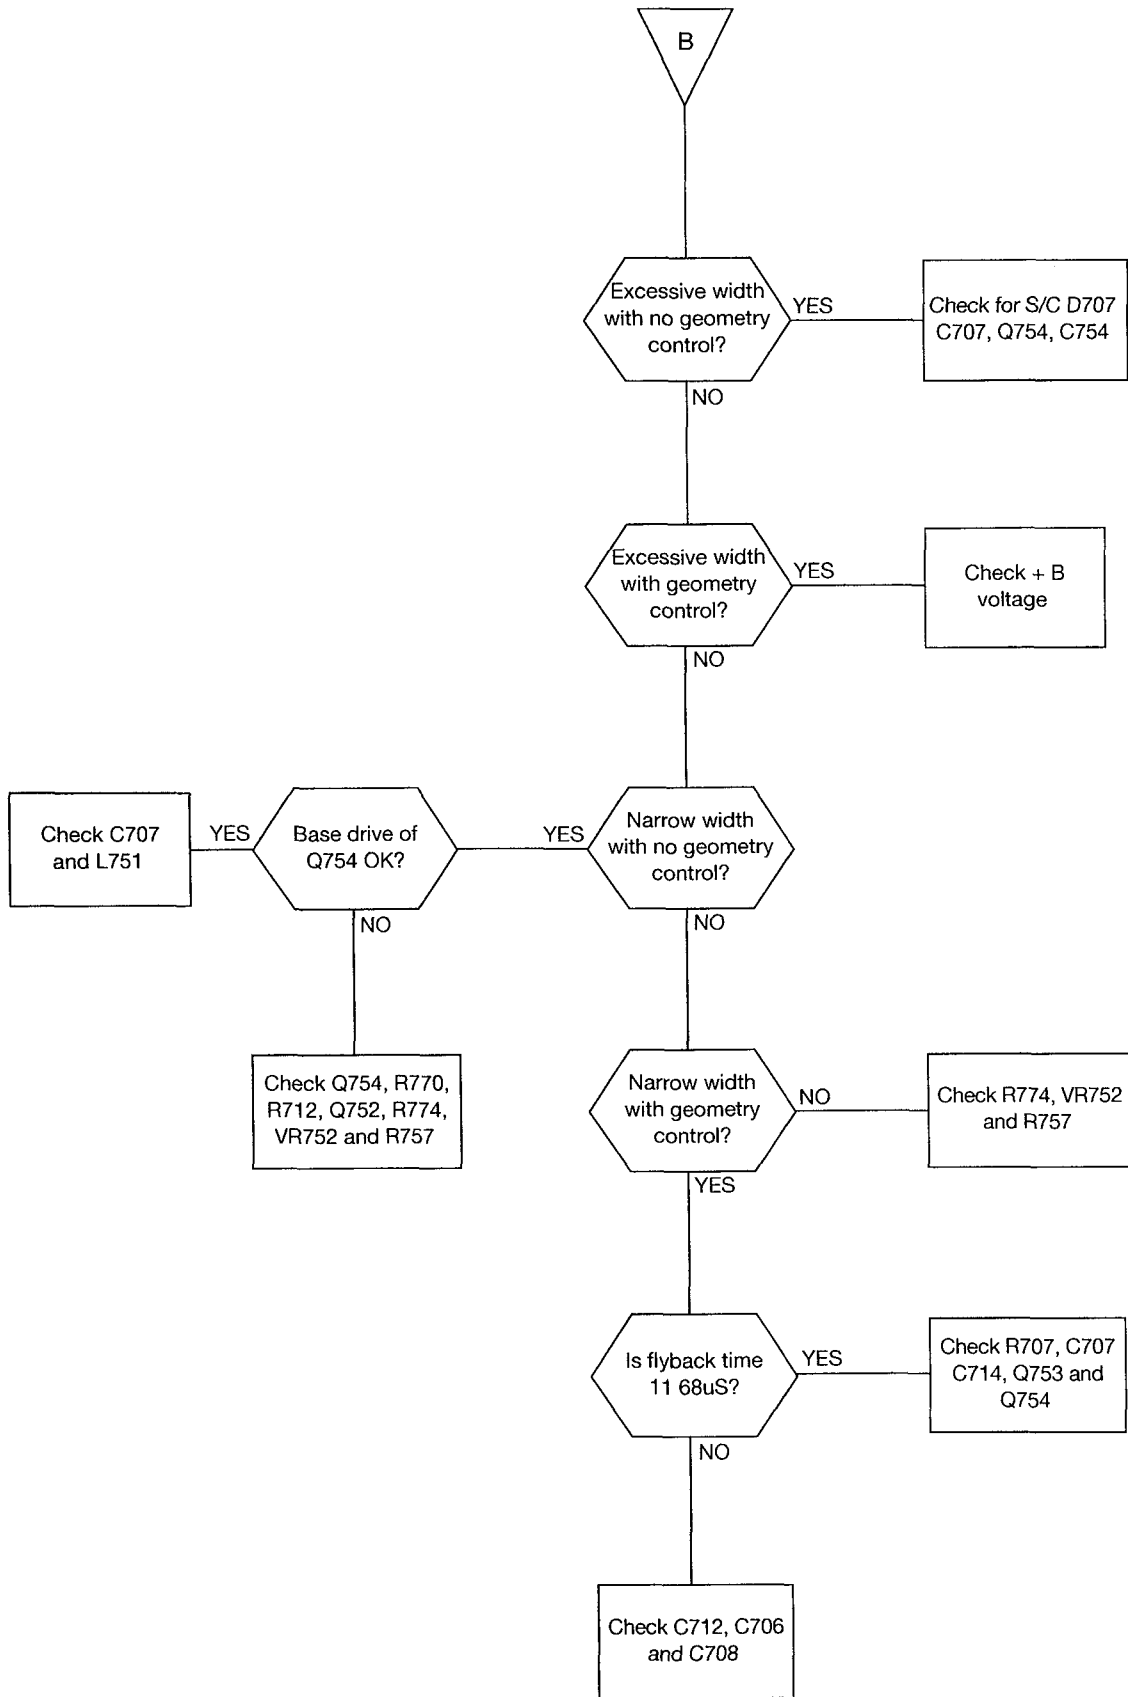 B
Excessive width
with no geometry
control?
YES
Check for S/C D707
C707, Q754, C754
NO
Excessive width
with geometry
control?
YES
Check + B
voltage
NO
Narrow width
with no geometry
control?
YES
Base drive of
Q754 OK?
YES
Check C707
and L751
NO
Check Q754, R770,
R712, Q752, R774,
VR752 and R757
NO
Narrow width
with geometry
control?
NO
Check R774, VR752
and R757
YES
Is flyback time
11 68uS?
YES
Check R707, C707
C714, Q753 and
Q754
NO
Check C712, C706
and C708